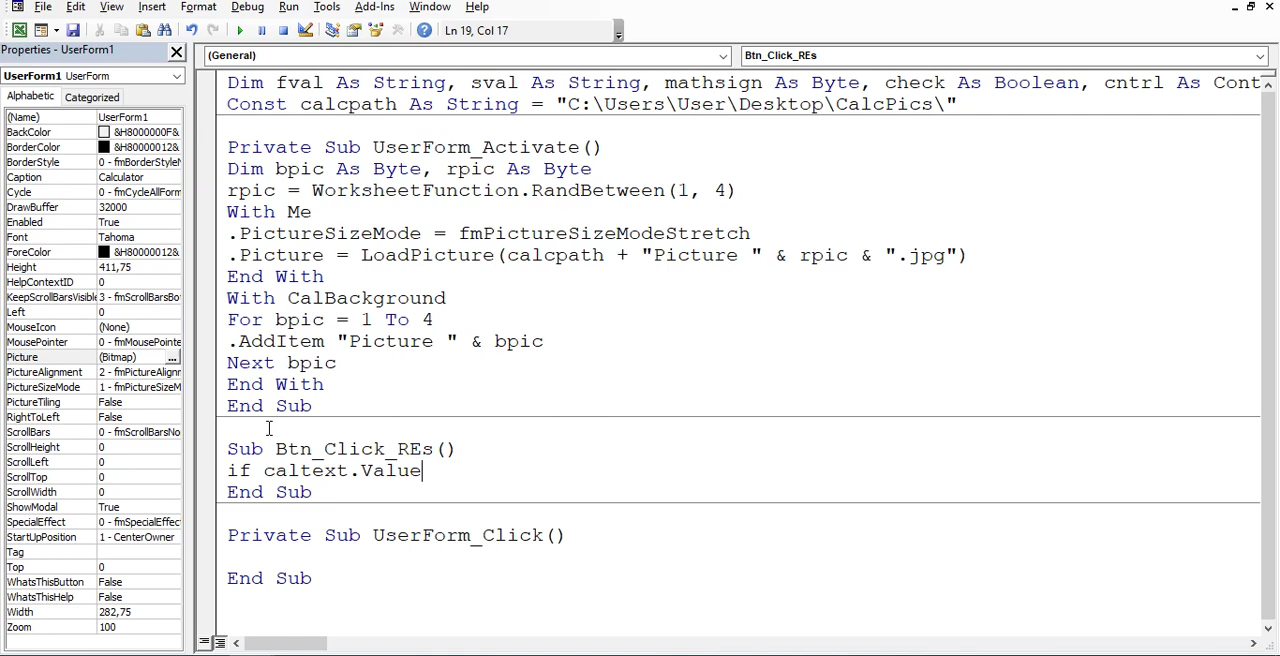 File Edit View Insert Format Debug Run Tools Add-Ins Window Help
Ln 19, Col 17
Properties - UserForm1
UserForm1 UserForm
Alphabetic Categorized
(Name) UserForm1
BackColor &H8000000F&
BorderColor &H80000012&
BorderStyle 0 - fmBorderStyleN
Caption Calculator
Cycle 0 - fmCycleAllForm
DrawBuffer 32000
Enabled True
Font Tahoma
ForeColor &H80000012&
Height 411,75
HelpContextID 0
KeepScrollBarsVisible 3 - fmScrollBarsBo
Left 0
MouseIcon (None)
MousePointer 0 - fmMousePointe
Picture (Bitmap) ...
PictureAlignment 2 - fmPictureAlignm
PictureSizeMode 1 - fmPictureSizeM
PictureTiling False
RightToLeft False
ScrollBars 0 - fmScrollBarsNo
ScrollHeight 0
ScrollLeft 0
ScrollTop 0
ScrollWidth 0
ShowModal True
SpecialEffect 0 - fmSpecialEffec
StartUpPosition 1 - CenterOwner
Tag
Top 0
WhatsThisButton False
WhatsThisHelp False
Width 282,75
Zoom 100
(General) Btn_Click_REs
Dim fval As String, sval As String, mathsign As Byte, check As Boolean, cntrl As Cont
Const calcpath As String = "C:\Users\User\Desktop\CalcPics\"
Private Sub UserForm_Activate()
Dim bpic As Byte, rpic As Byte
rpic = WorksheetFunction.RandBetween(1, 4)
With Me
.PictureSizeMode = fmPictureSizeModeStretch
.Picture = LoadPicture(calcpath + "Picture " & rpic & ".jpg")
End With
With CalBackground
For bpic = 1 To 4
.AddItem "Picture " & bpic
Next bpic
End With
End Sub
Sub Btn_Click_REs()
if caltext.Value
End Sub
Private Sub UserForm_Click()
End Sub